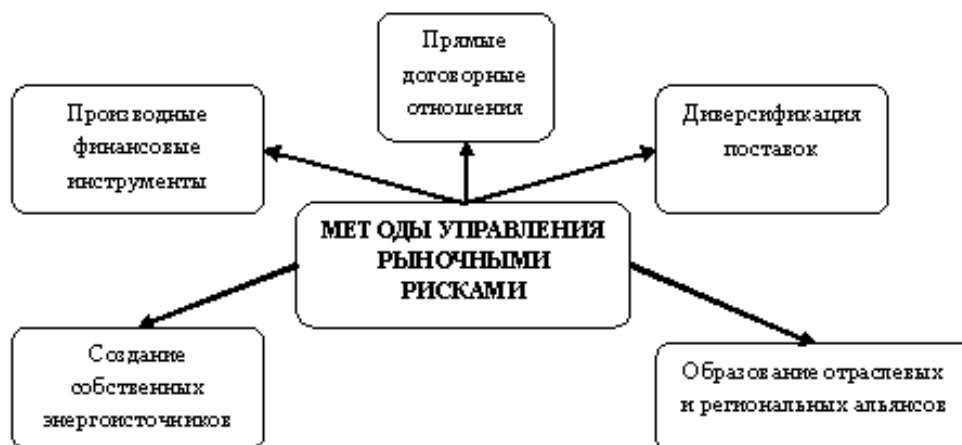 Прямые
договорные
отношения
Производные
финансовые
инструменты
Диверсификация
поставок
МЕТОДЫ УПРАВЛЕНИЯ
РЫНОЧНЫМИ
РИСКАМИ
Создание
собственных
энергоисточников
Образование отраслевых
и региональных альянсов